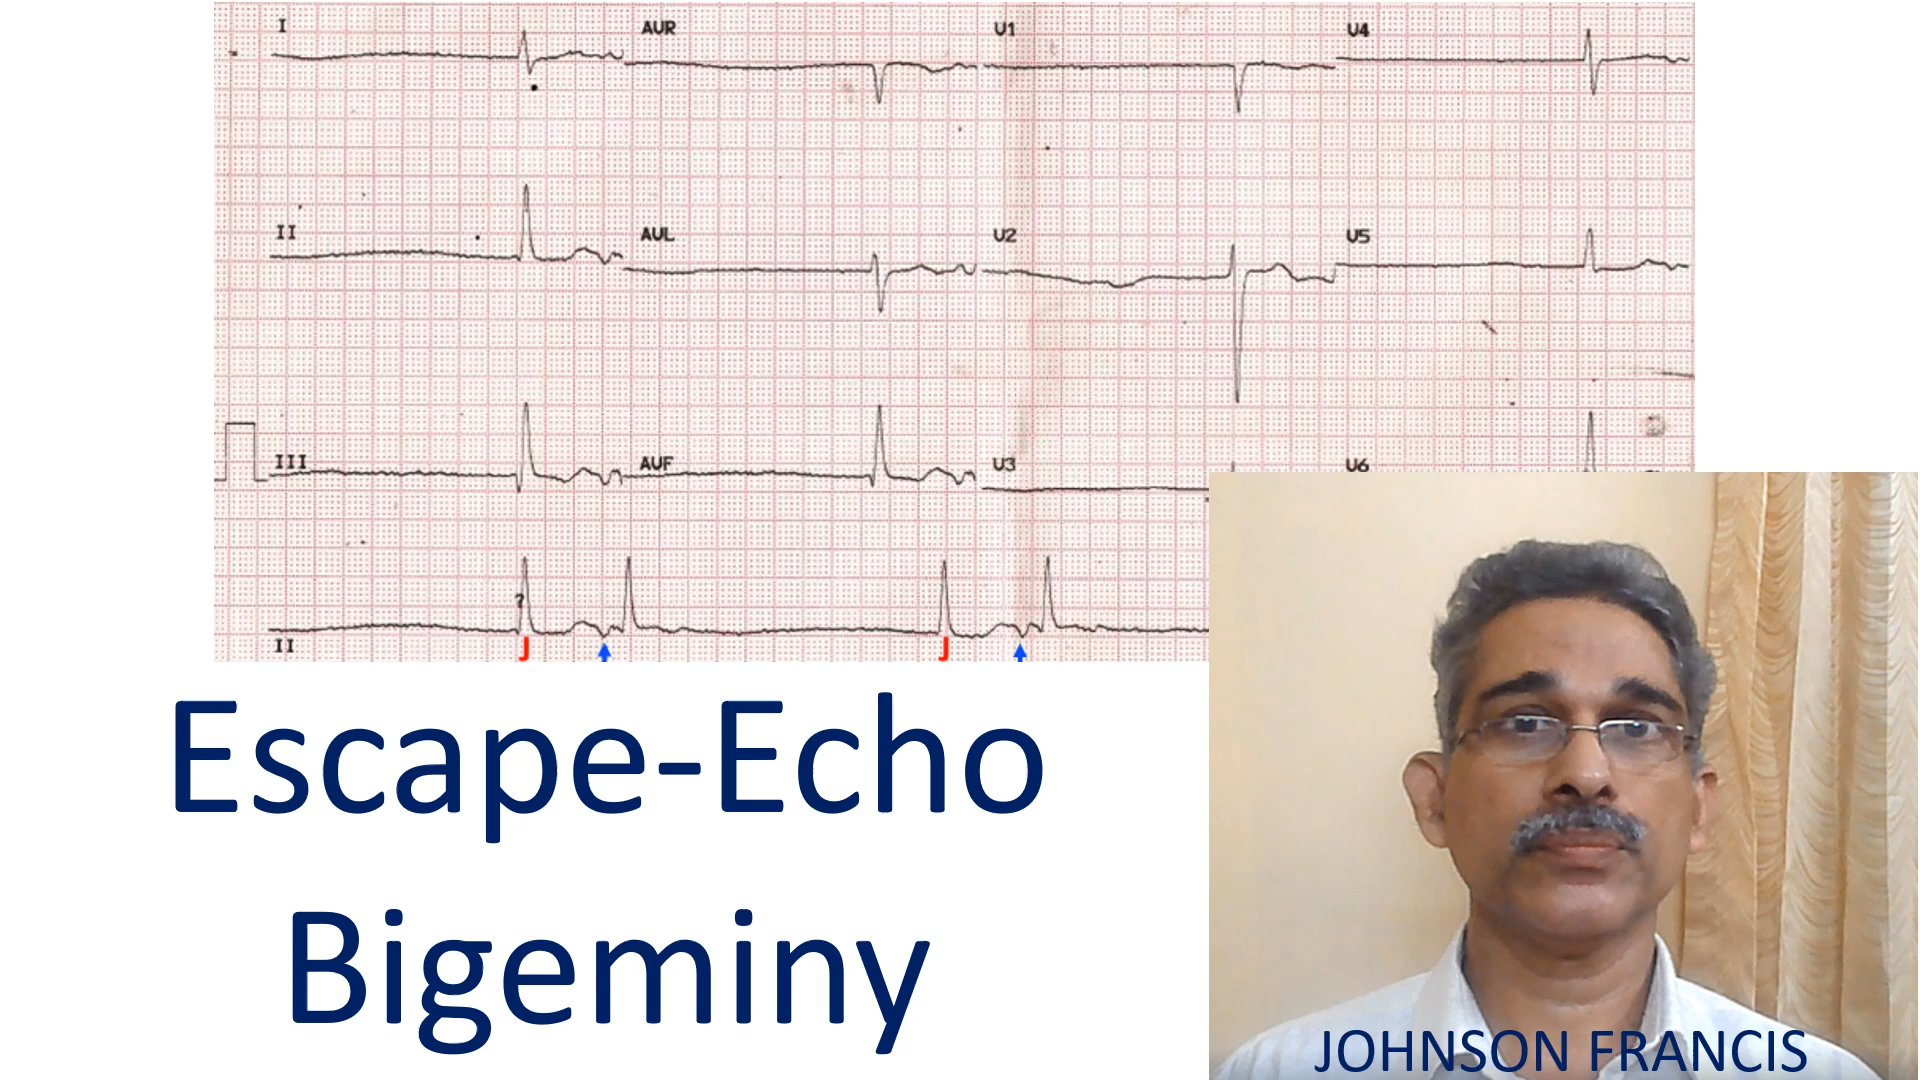 I AUR U1 U4
II AUL U2 U5
III AUF U3 U6
?
II
J J
Escape-Echo
Bigeminy
JOHNSON FRANCIS